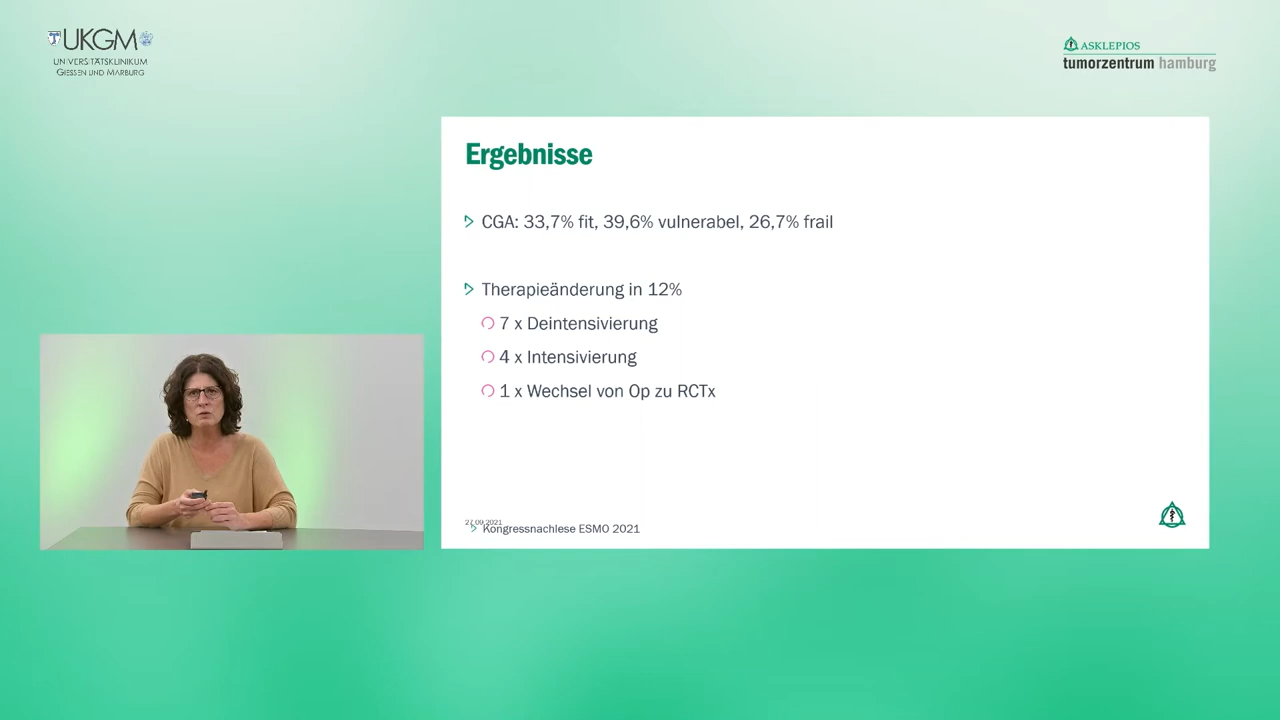 UKGM
UNIVERSITÄTSKLINIKUM
GIESSEN UND MARBURG
ASKLEPIOS
tumorzentrum hamburg
Ergebnisse
CGA: 33,7% fit, 39,6% vulnerabel, 26,7% frail
Therapieänderung in 12%
7 x Deintensivierung
4 x Intensivierung
1 x Wechsel von Op zu RCTx
27.09.2021
Kongressnachlese ESMO 2021